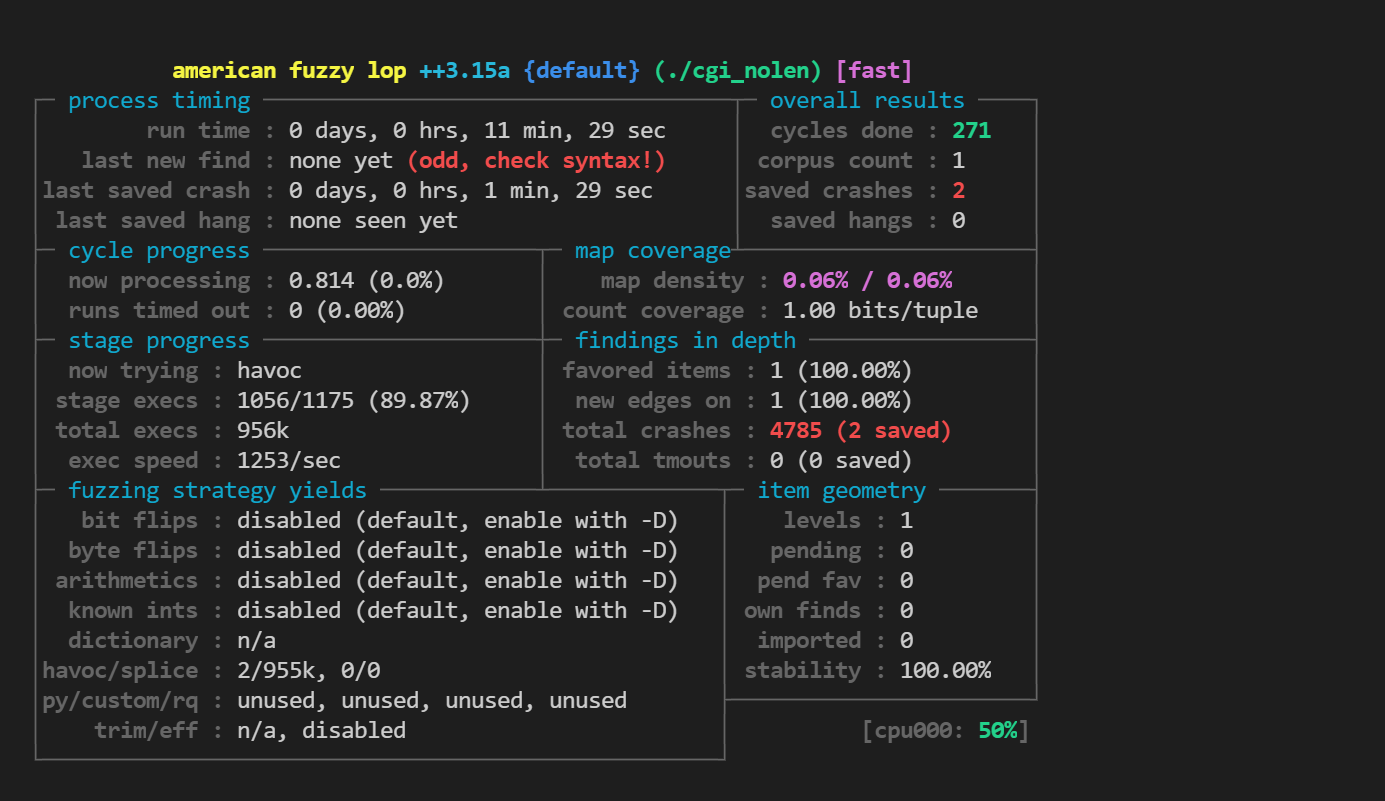 american fuzzy lop ++3.15a {default} (./cgi_nolen) [fast]
process timing overall results
run time : 0 days, 0 hrs, 11 min, 29 sec cycles done : 271
last new find : none yet (odd, check syntax!) corpus count : 1
last saved crash : 0 days, 0 hrs, 1 min, 29 sec saved crashes : 2
last saved hang : none seen yet saved hangs : 0
cycle progress map coverage
now processing : 0.814 (0.0%) map density : 0.06% / 0.06%
runs timed out : 0 (0.00%) count coverage : 1.00 bits/tuple
stage progress findings in depth
now trying : havoc favored items : 1 (100.00%)
stage execs : 1056/1175 (89.87%) new edges on : 1 (100.00%)
total execs : 956k total crashes : 4785 (2 saved)
exec speed : 1253/sec total tmouts : 0 (0 saved)
fuzzing strategy yields item geometry
bit flips : disabled (default, enable with -D) levels : 1
byte flips : disabled (default, enable with -D) pending : 0
arithmetics : disabled (default, enable with -D) pend fav : 0
known ints : disabled (default, enable with -D) own finds : 0
dictionary : n/a imported : 0
havoc/splice : 2/955k, 0/0 stability : 100.00%
py/custom/rq : unused, unused, unused, unused
trim/eff : n/a, disabled [cpu000: 50%]